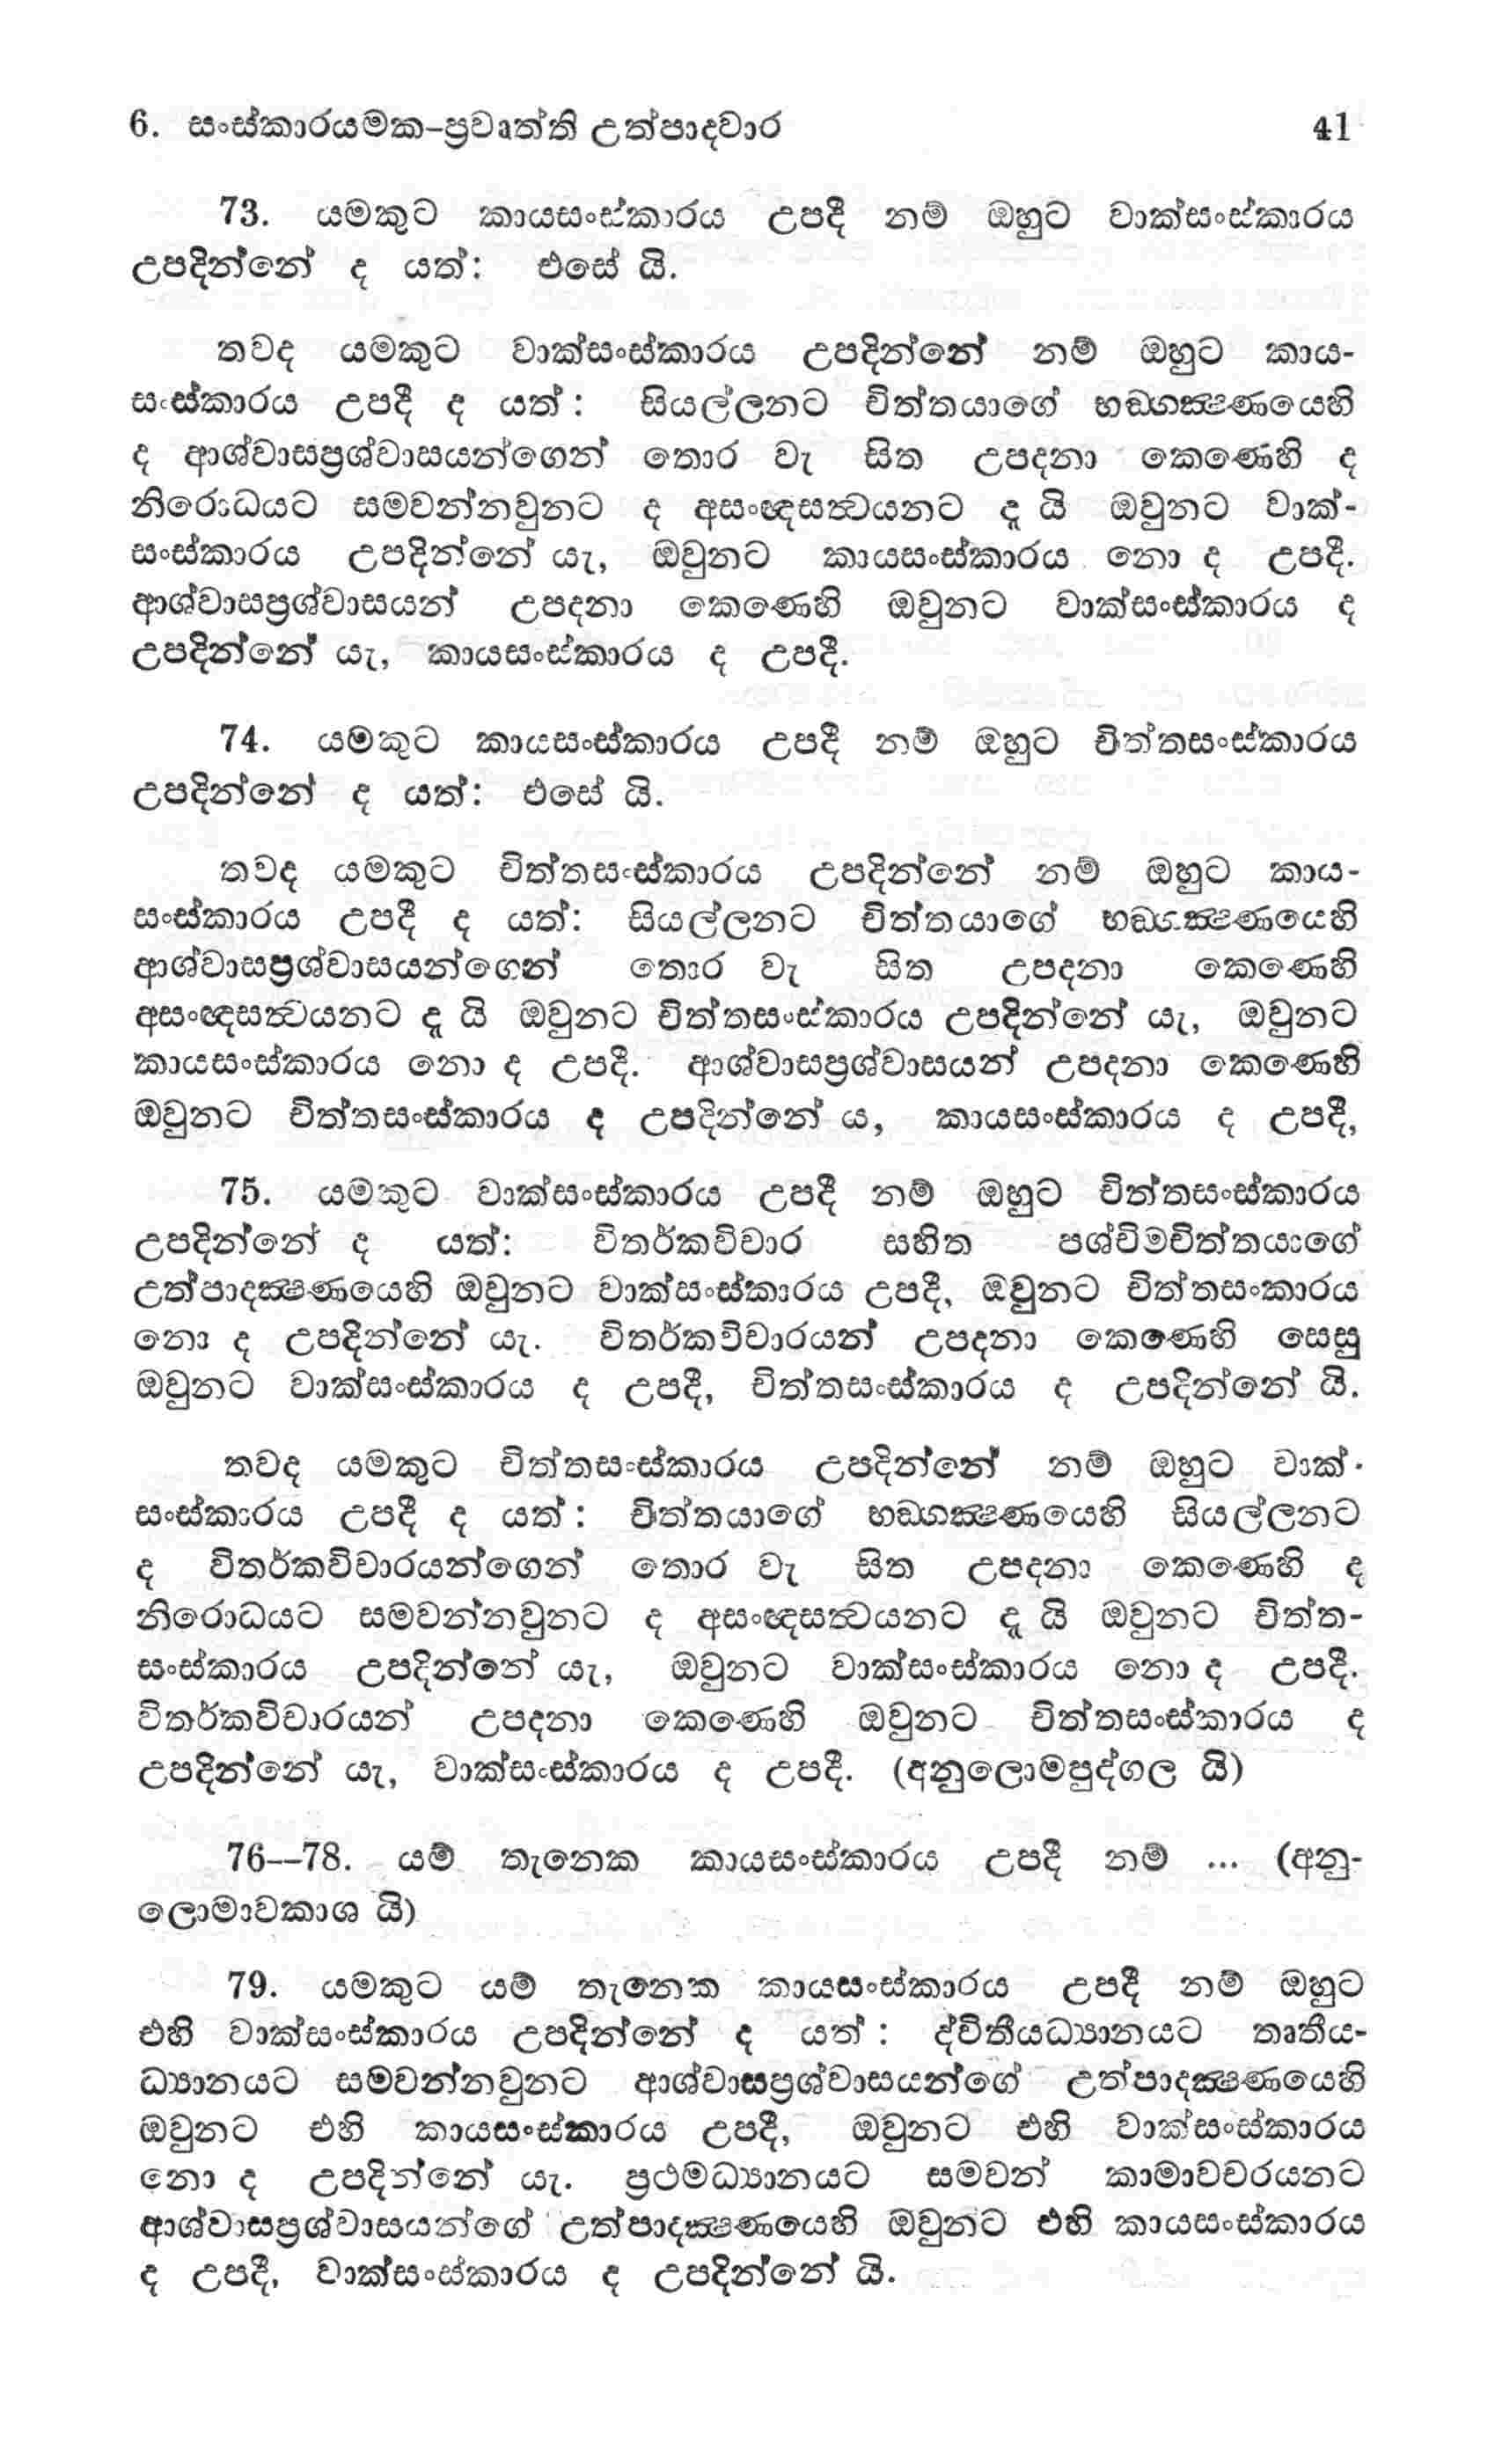 6. සංස්කාරයමක-ප්‍රවෘත්ති උත්පාදවාර 41
73. යමකුට කායසංස්කාරය උපදී නම් ඔහුට වාක්සංස්කාරය
උපදින්නේ ද යත්: එසේ යි.
තවද යමකුට වාක්සංස්කාරය උපදින්නේ නම් ඔහුට කාය-
සංස්කාරය උපදී ද යත්: සියල්ලනට චිත්තයාගේ භඞ්ගක්‍ෂණයෙහි
ද ආශ්වාසප්‍රශ්වාසයන්ගෙන් තොර වැ සිත උපදනා කෙණෙහි ද
නිරොධයට සමවන්නවුනට ද අසංඥසත්‍වයනට දූ යි ඔවුනට වාක්-
සංස්කාරය උපදින්නේ යැ, ඔවුනට කායසංස්කාරය නො ද උපදී.
ආශ්වාසප්‍රශ්වාසයන් උපදනා කෙණෙහි ඔවුනට වාක්සංස්කාරය ද
උපදින්නේ යැ, කායසංස්කාරය ද උපදී.
74. යමකුට කායසංස්කාරය උපදී නම් ඔහුට චිත්තසංස්කාරය
උපදින්නේ ද යත්: එසේ යි.
තවද යමකුට චිත්තසංස්කාරය උපදින්නේ නම් ඔහුට කාය-
සංස්කාරය උපදී ද යත්: සියල්ලනට චිත්තයාගේ භඞ්ගක්‍ෂණයෙහි
ආශ්වාසප්‍රශ්වාසයන්ගෙන් තොර වැ සිත උපදනා කෙණෙහි
අසංඥසත්‍වයනට දූ යි ඔවුනට චිත්තසංස්කාරය උපදින්නේ යැ, ඔවුනට
කායසංස්කාරය නො ද උපදී. ආශ්වාසප්‍රශ්වාසයන් උපදනා කෙණෙහි
ඔවුනට චිත්තසංස්කාරය ද උපදින්නේ ය, කායසංස්කාරය ද උපදී,
75. යමකුට වාක්සංස්කාරය උපදී නම් ඔහුට චිත්තසංස්කාරය
උපදින්නේ ද යත්: විතර්කවිචාර සහිත පශ්චිමචිත්තයාගේ
උත්පාදක්‍ෂණයෙහි ඔවුනට වාක්සංස්කාරය උපදී, ඔවුනට චිත්තසංකාරය
නො ද උපදින්නේ යැ. විතර්කවිචාරයන් උපදනා කෙණෙහි සෙසු
ඔවුනට වාක්සංස්කාරය ද උපදී, චිත්තසංස්කාරය ද උපදින්නේ යි.
තවද යමකුට චිත්තසංස්කාරය උපදින්නේ නම් ඔහුට වාක්-
සංස්කාරය උපදී ද යත්: චිත්තයාගේ භඞ්ගක්‍ෂණයෙහි සියල්ලනට
ද විතර්කවිචාරයන්ගෙන් තොර වැ සිත උපදනා කෙණෙහි ද
නිරොධයට සමවන්නවුනට ද අසංඥසත්‍වයනට දූ යි ඔවුනට චිත්ත-
සංස්කාරය උපදින්නේ යැ, ඔවුනට වාක්සංස්කාරය නො ද උපදී.
විතර්කවිචාරයන් උපදනා කෙණෙහි ඔවුනට චිත්තසංස්කාරය ද
උපදින්නේ යැ, වාක්සංස්කාරය ද උපදී. (අනුලොමපුද්ගල යි)
76—78. යම් තැනෙක කායසංස්කාරය උපදී නම් ... (අනු-
ලොමාවකාශ යි)
79. යමකුට යම් තැනෙක කායසංස්කාරය උපදී නම් ඔහුට
එහි වාක්සංස්කාරය උපදින්නේ ද යත්: ද්විතීයධ්‍යානයට තෘතීය-
ධ්‍යානයට සමවන්නවුනට ආශ්වාසප්‍රශ්වාසයන්ගේ උත්පාදක්‍ෂණයෙහි
ඔවුනට එහි කායසංස්කාරය උපදී, ඔවුනට එහි වාක්සංස්කාරය
නො ද උපදින්නේ යැ. ප්‍රථමධ්‍යානයට සමවන් කාමාවචරයනට
ආශ්වාසප්‍රශ්වාසයන්ගේ උත්පාදක්‍ෂණයෙහි ඔවුනට එහි කායසංස්කාරය
ද උපදී, වාක්සංස්කාරය ද උපදින්නේ යි.